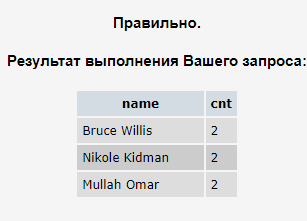 Правильно.
Результат выполнения Вашего запроса:
name cnt
Bruce Willis 2
Nikole Kidman 2
Mullah Omar 2